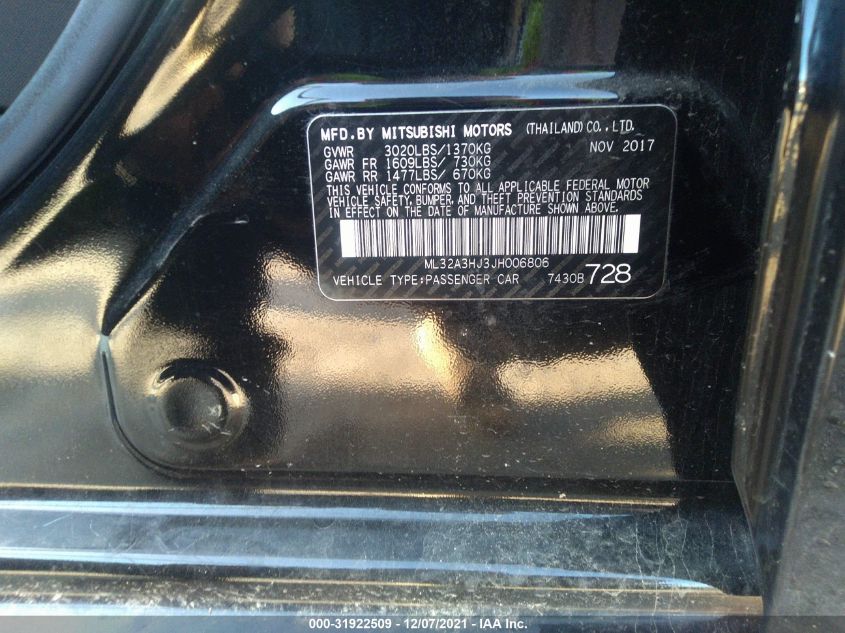 MFD.BY MITSUBISHI MOTORS (THAILAND) CO.,LTD.
GVWR 3020LBS/1370KG NOV 2017
GAWR FR 1609LBS/ 730KG
GAWR RR 1477LBS/ 670KG
THIS VEHICLE CONFORMS TO ALL APPLICABLE FEDERAL MOTOR
VEHICLE SAFETY, BUMPER, AND THEFT PREVENTION STANDARDS
IN EFFECT ON THE DATE OF MANUFACTURE SHOWN ABOVE.
ML32A3HJ3JH006806
VEHICLE TYPE:PASSENGER CAR 7430B 728
000-31922509 - 12/07/2021 - IAA Inc.